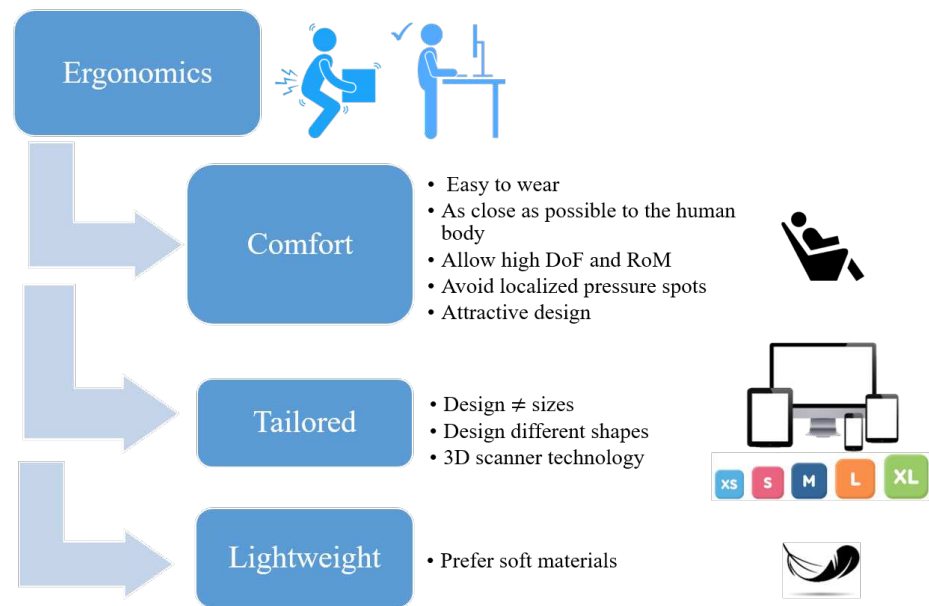 Ergonomics
Comfort
• Easy to wear
• As close as possible to the human
body
• Allow high DoF and RoM
• Avoid localized pressure spots
• Attractive design
Tailored
• Design ≠ sizes
• Design different shapes
• 3D scanner technology
XS S M L XL
Lightweight
• Prefer soft materials